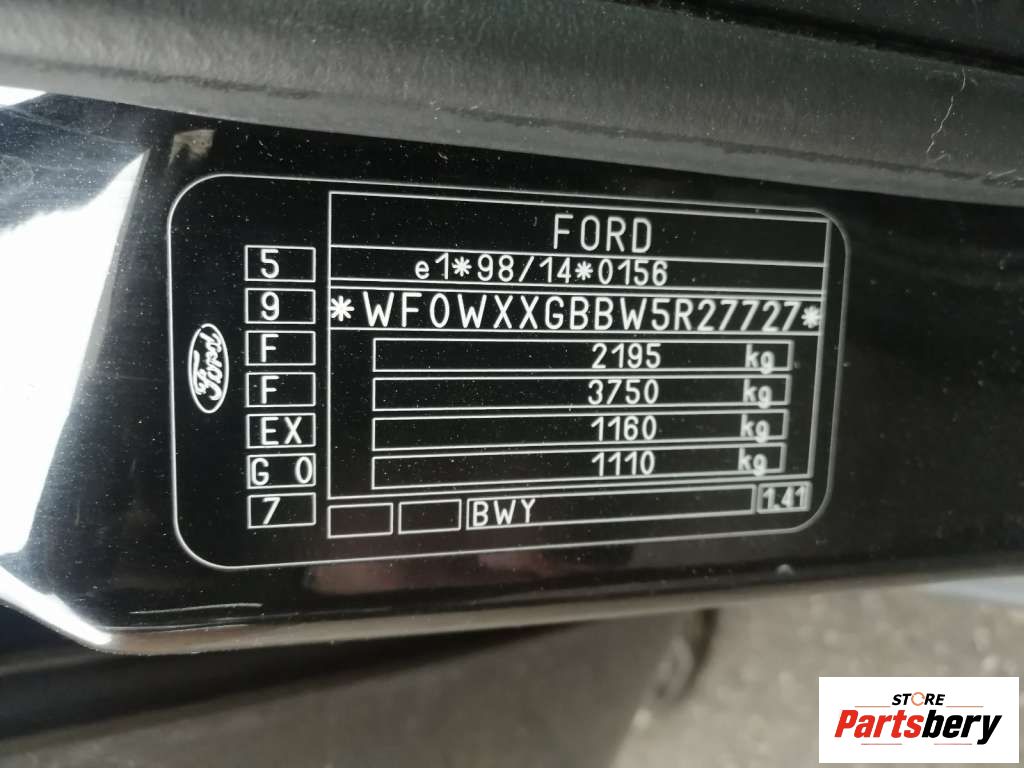 FORD
e1*98/14*0156
*WF0WXXGBBW5R27727*
2195 kg
3750 kg
1160 kg
1110 kg
BWY 1.41
5
9
F
F
EX
G 0
7
Ford
STORE
Partsbery